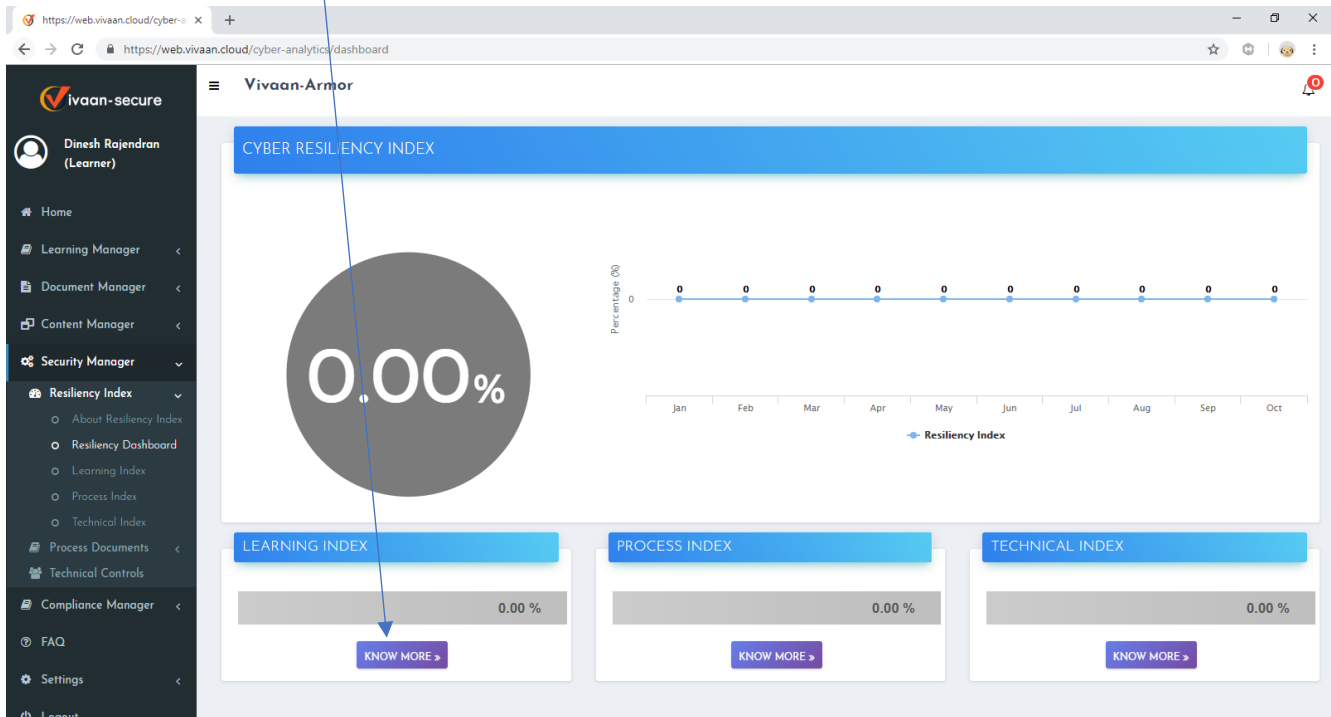 https://web.vivaan.cloud/cyber-a
https://web.vivaan.cloud/cyber-analytics/dashboard
ivaan-secure
Vivaan-Armor
0
Dinesh Rajendran
(Learner)
Home
Learning Manager
Document Manager
Content Manager
Security Manager
Resiliency Index
About Resiliency Index
Resiliency Dashboard
Learning Index
Process Index
Technical Index
Process Documents
Technical Controls
Compliance Manager
FAQ
Settings
Logout
CYBER RESILIENCY INDEX
0.00%
Percentage (%)
0
0 0 0 0 0 0 0 0 0 0
Jan Feb Mar Apr May Jun Jul Aug Sep Oct
Resiliency Index
LEARNING INDEX
0.00 %
KNOW MORE »
PROCESS INDEX
0.00 %
KNOW MORE »
TECHNICAL INDEX
0.00 %
KNOW MORE »